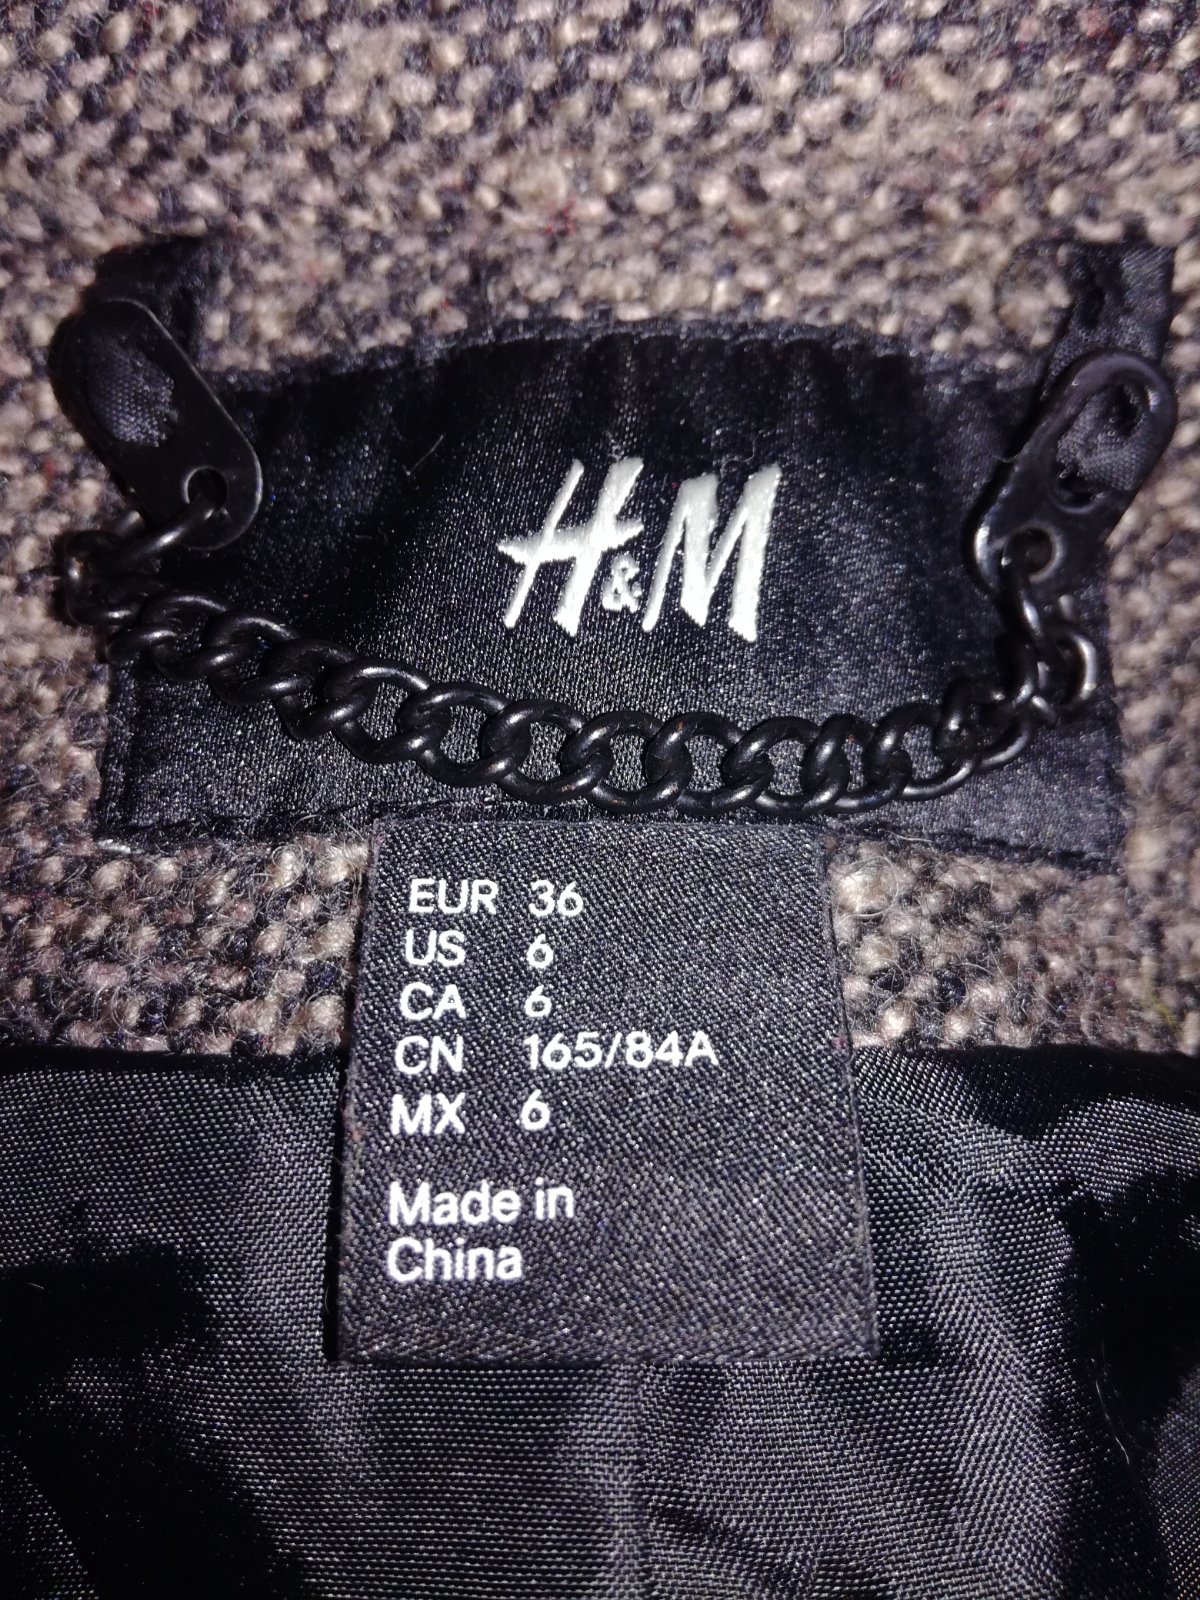 H&M
EUR 36
US 6
CA 6
CN 165/84A
MX 6
Made in
China